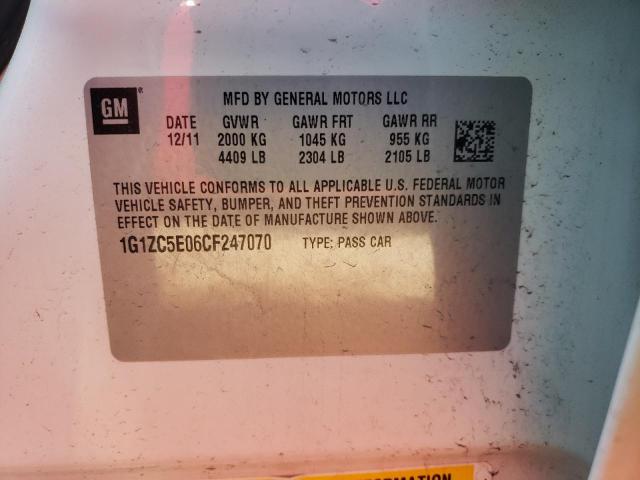 GM ®
MFD BY GENERAL MOTORS LLC
DATE GVWR GAWR FRT GAWR RR
12/11 2000 KG 1045 KG 955 KG
4409 LB 2304 LB 2105 LB
THIS VEHICLE CONFORMS TO ALL APPLICABLE U.S. FEDERAL MOTOR
VEHICLE SAFETY, BUMPER, AND THEFT PREVENTION STANDARDS IN
EFFECT ON THE DATE OF MANUFACTURE SHOWN ABOVE.
1G1ZC5E06CF247070 TYPE: PASS CAR
INFORMATION